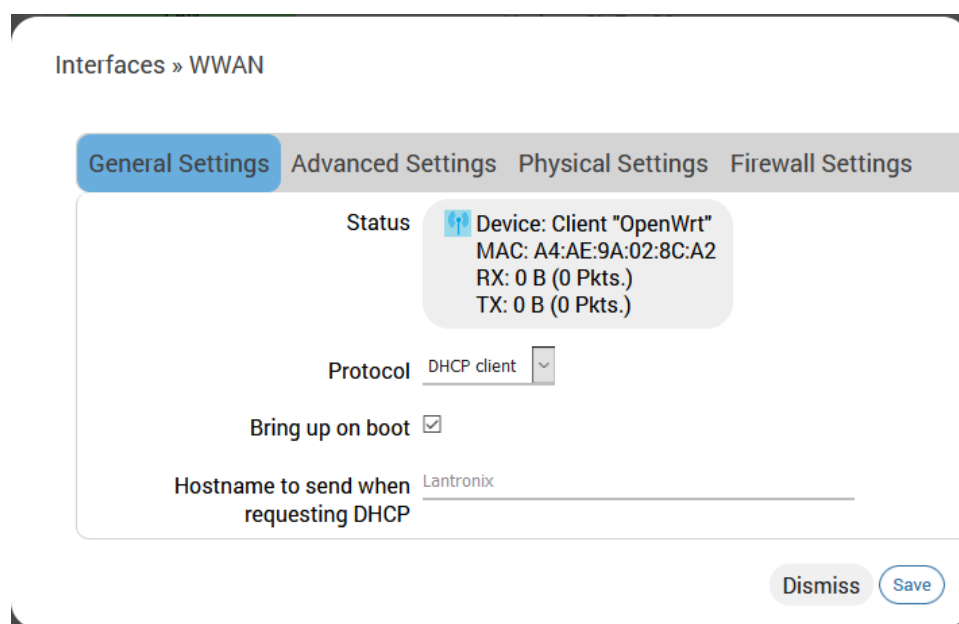 Interfaces » WWAN
General Settings Advanced Settings Physical Settings Firewall Settings
Status
Device: Client "OpenWrt"
MAC: A4:AE:9A:02:8C:A2
RX: 0 B (0 Pkts.)
TX: 0 B (0 Pkts.)
Protocol DHCP client
Bring up on boot
Hostname to send when
requesting DHCP
Lantronix
Dismiss Save